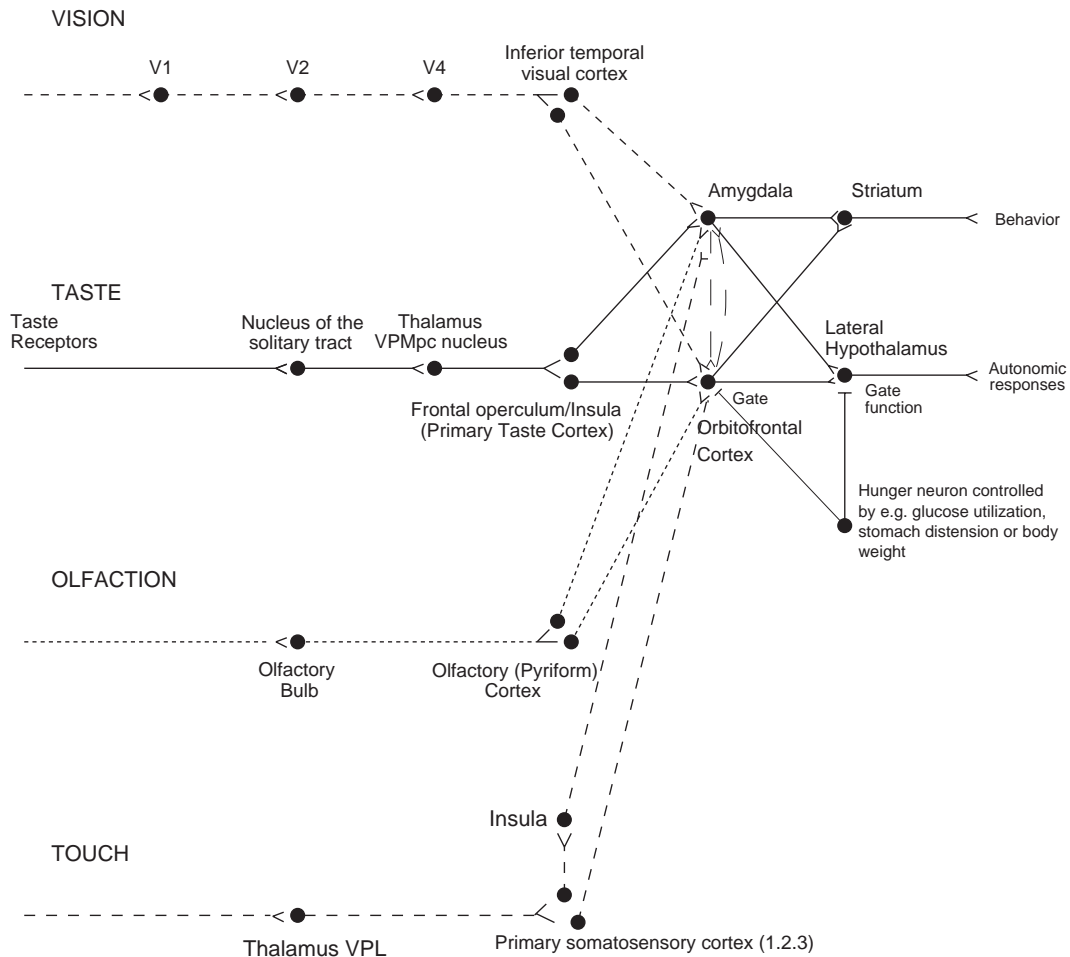 VISION
V1
V2
V4
Inferior temporal
visual cortex
Amygdala
Striatum
Behavior
TASTE
Taste
Receptors
Nucleus of the
solitary tract
Thalamus
VPMpc nucleus
Lateral
Hypothalamus
Autonomic
responses
Frontal operculum/Insula
(Primary Taste Cortex)
Gate
Orbitofrontal
Cortex
Gate
function
Hunger neuron controlled
by e.g. glucose utilization,
stomach distension or body
weight
OLFACTION
Olfactory
Bulb
Olfactory (Pyriform)
Cortex
Insula
TOUCH
Thalamus VPL
Primary somatosensory cortex (1.2.3)